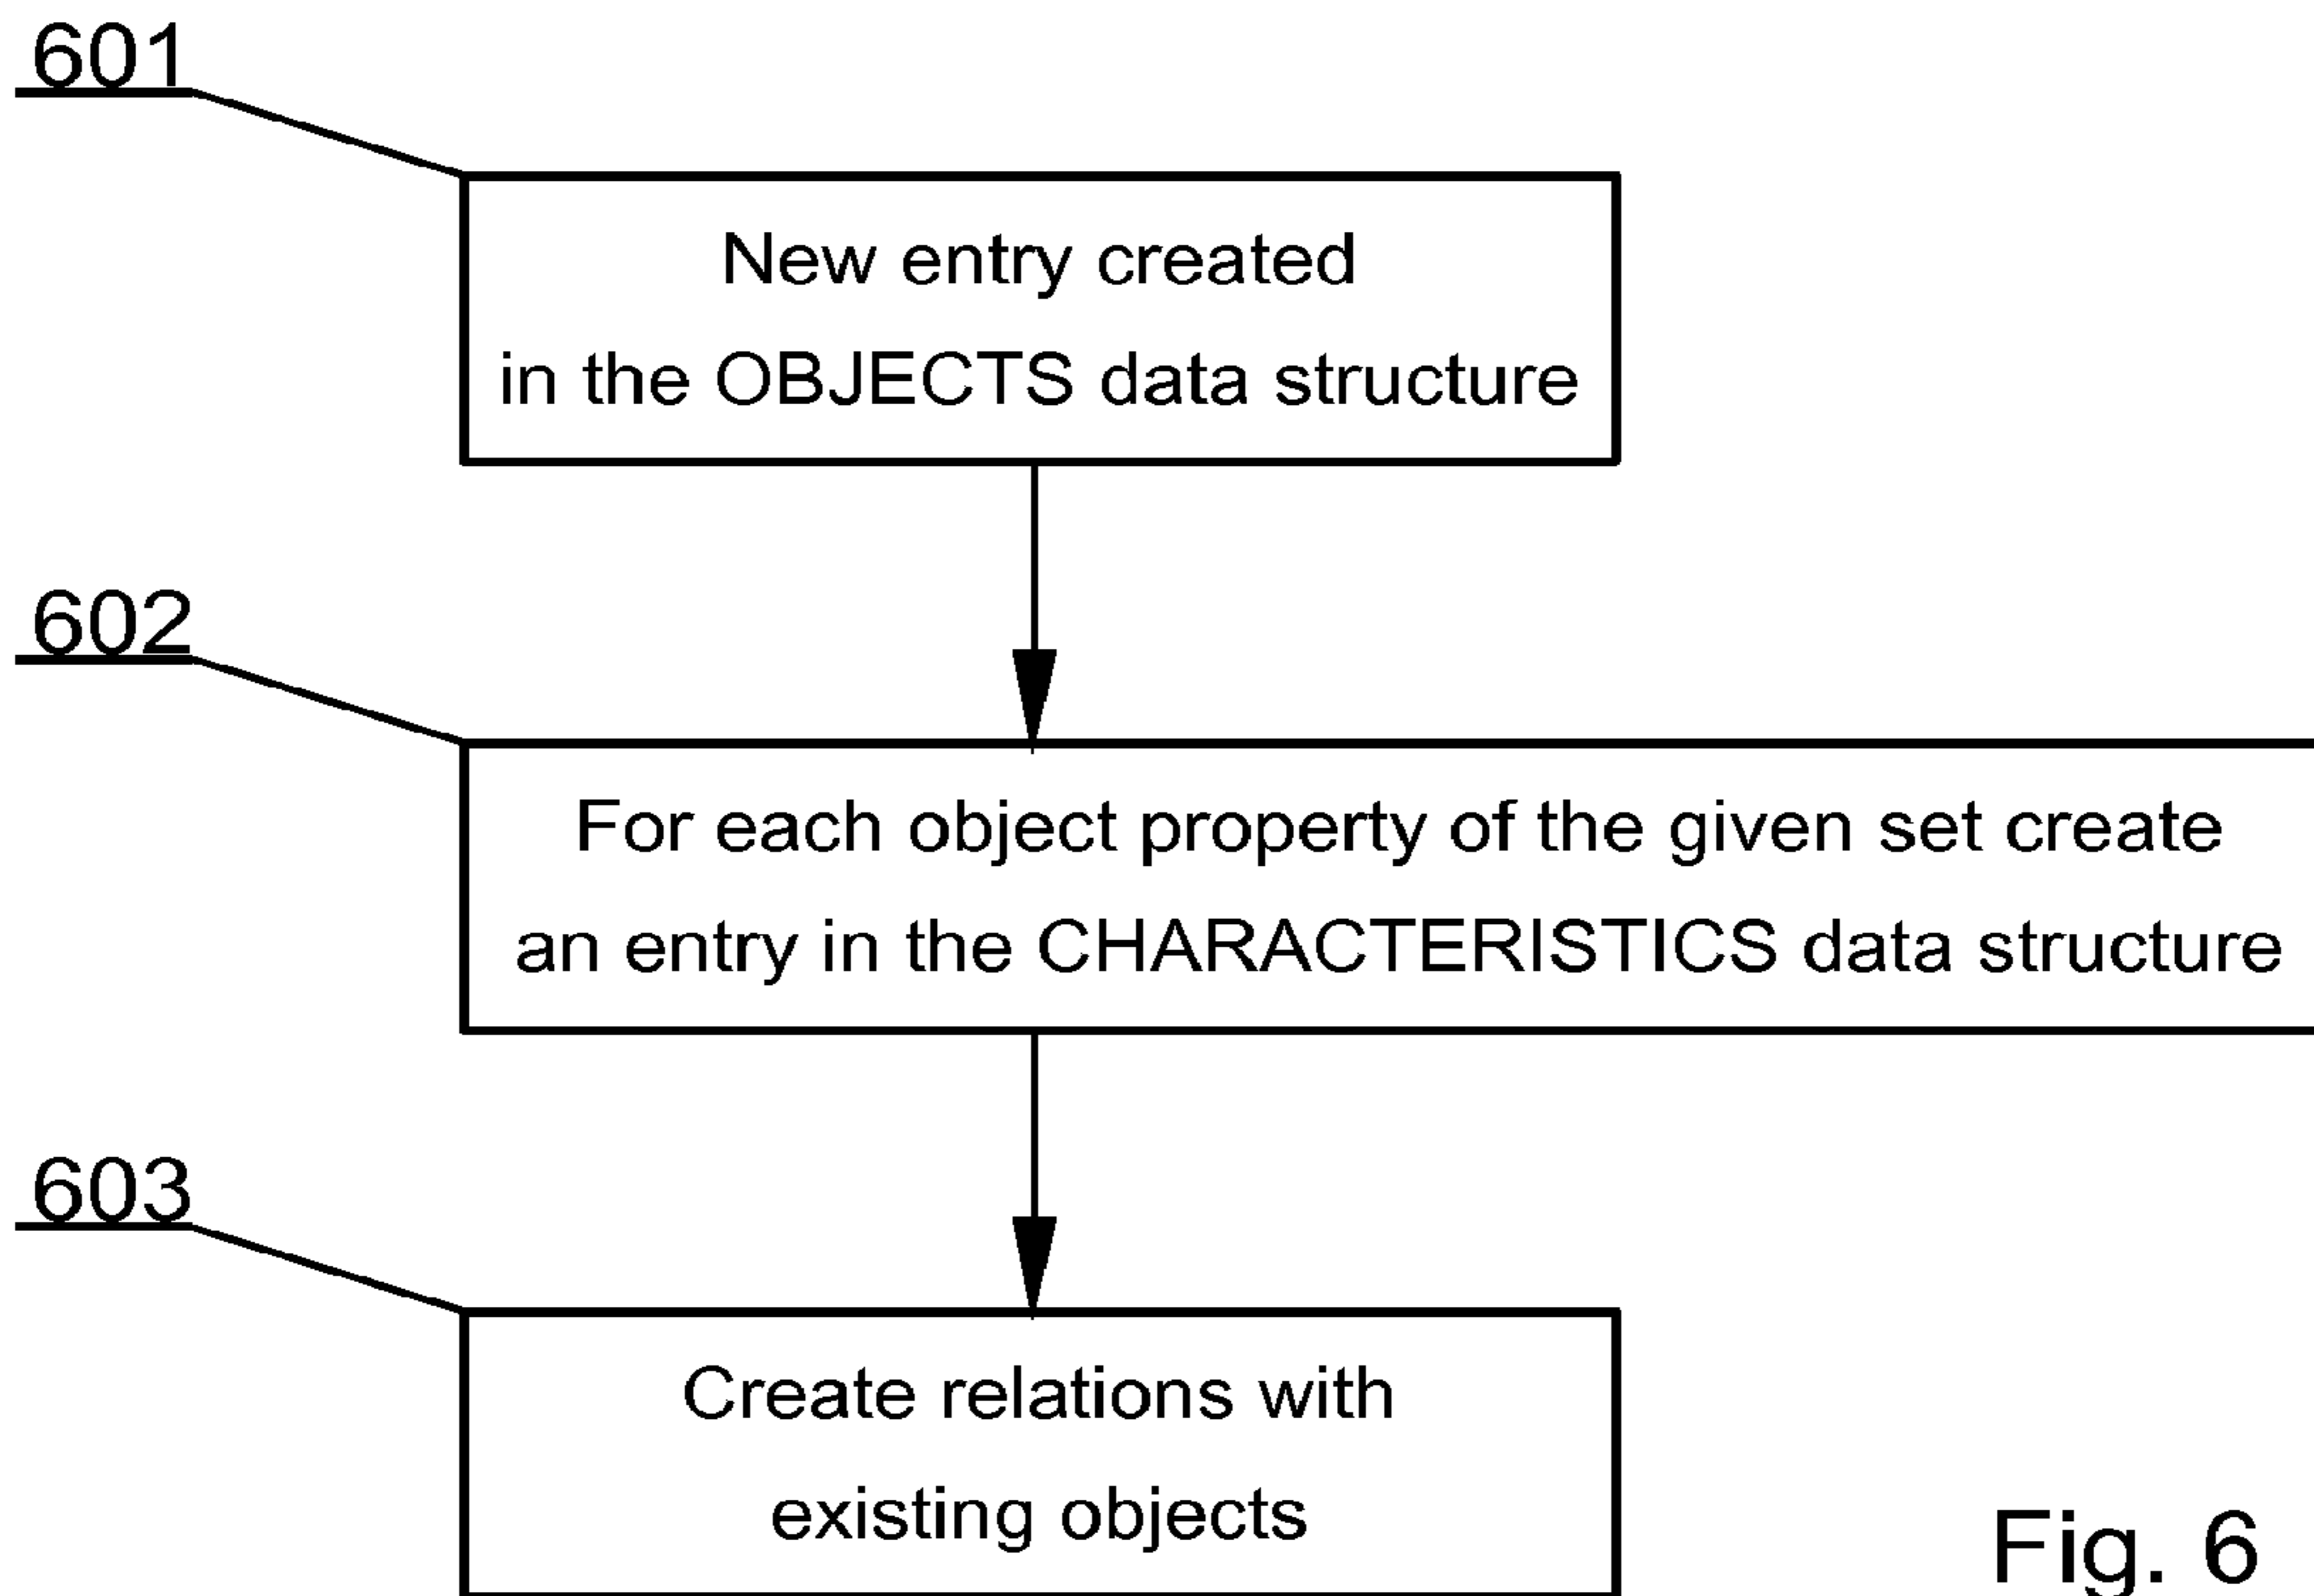 601
New entry created
in the OBJECTS data structure
602
For each object property of the given set create
an entry in the CHARACTERISTICS data structure
603
Create relations with
existing objects
Fig. 6